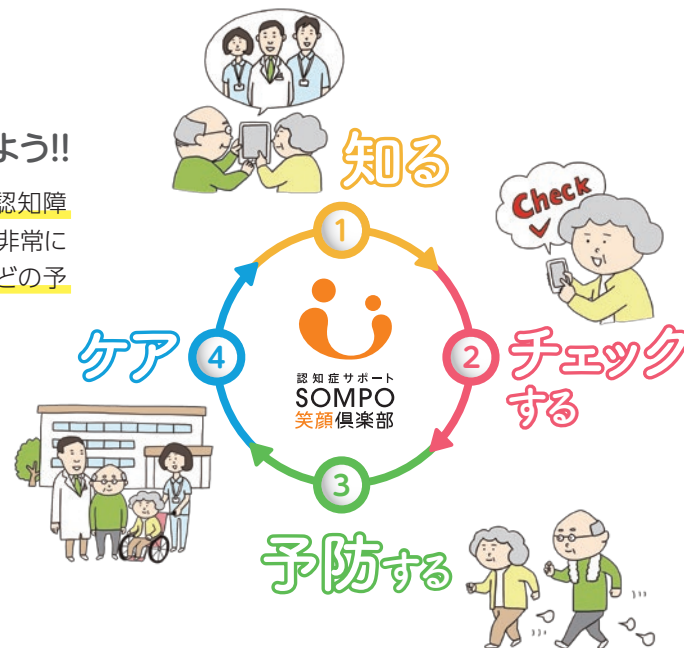 よう!!
認知障
非常に
どの予
知る
1
Check
2
チェック
する
3
予防する
4
ケア
認知症サポート
SOMPO
笑顔倶楽部